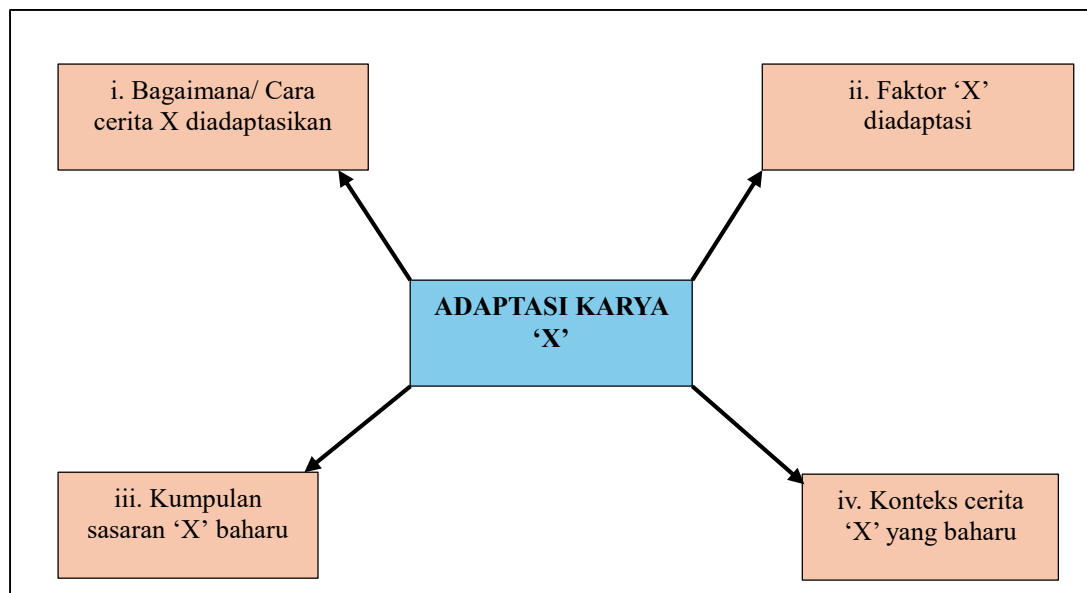 i. Bagaimana/ Cara
cerita X diadaptasikan
ii. Faktor ‘X’
diadaptasi
ADAPTASI KARYA
‘X’
iii. Kumpulan
sasaran ‘X’ baharu
iv. Konteks cerita
‘X’ yang baharu